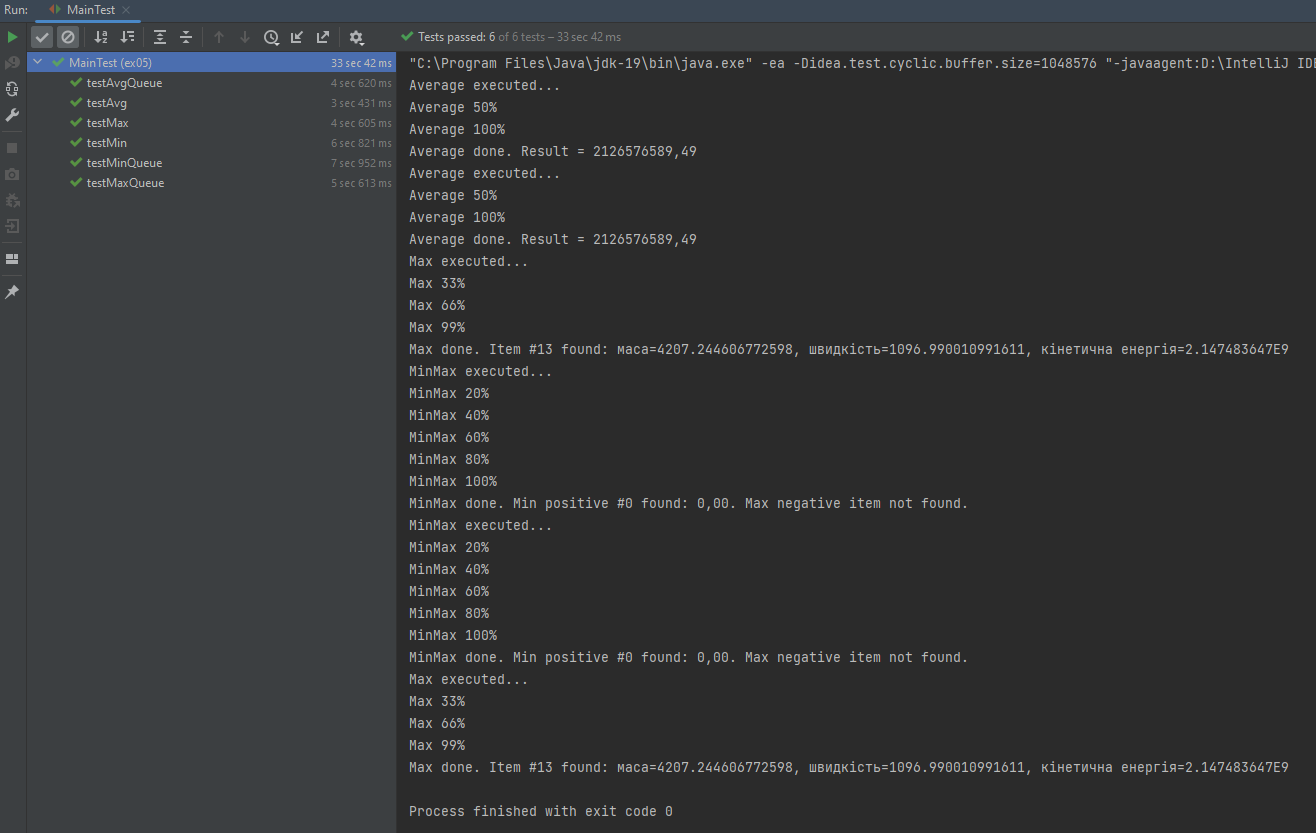 Run: MainTest
Tests passed: 6 of 6 tests – 33 sec 42 ms
MainTest (ex05) 33 sec 42 ms
testAvgQueue 4 sec 620 ms
testAvg 3 sec 431 ms
testMax 4 sec 605 ms
testMin 6 sec 821 ms
testMinQueue 7 sec 952 ms
testMaxQueue 5 sec 613 ms
"C:\Program Files\Java\jdk-19\bin\java.exe" -ea -Didea.test.cyclic.buffer.size=1048576 "-javaagent:D:\IntelliJ IDE
Average executed...
Average 50%
Average 100%
Average done. Result = 2126576589,49
Average executed...
Average 50%
Average 100%
Average done. Result = 2126576589,49
Max executed...
Max 33%
Max 66%
Max 99%
Max done. Item #13 found: маса=4207.244606772598, швидкість=1096.990010991611, кінетична енергія=2.147483647E9
MinMax executed...
MinMax 20%
MinMax 40%
MinMax 60%
MinMax 80%
MinMax 100%
MinMax done. Min positive #0 found: 0,00. Max negative item not found.
MinMax executed...
MinMax 20%
MinMax 40%
MinMax 60%
MinMax 80%
MinMax 100%
MinMax done. Min positive #0 found: 0,00. Max negative item not found.
Max executed...
Max 33%
Max 66%
Max 99%
Max done. Item #13 found: маса=4207.244606772598, швидкість=1096.990010991611, кінетична енергія=2.147483647E9
Process finished with exit code 0